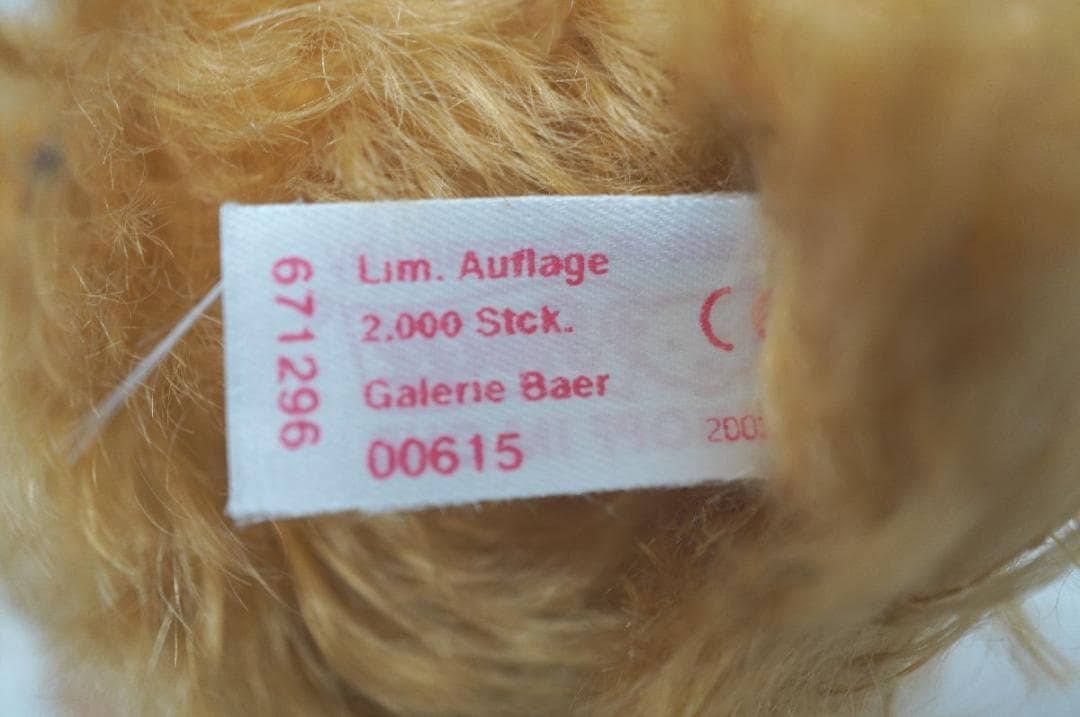 671296
Lim. Auflage
2.000 Stck.
Galerie Baer
00615